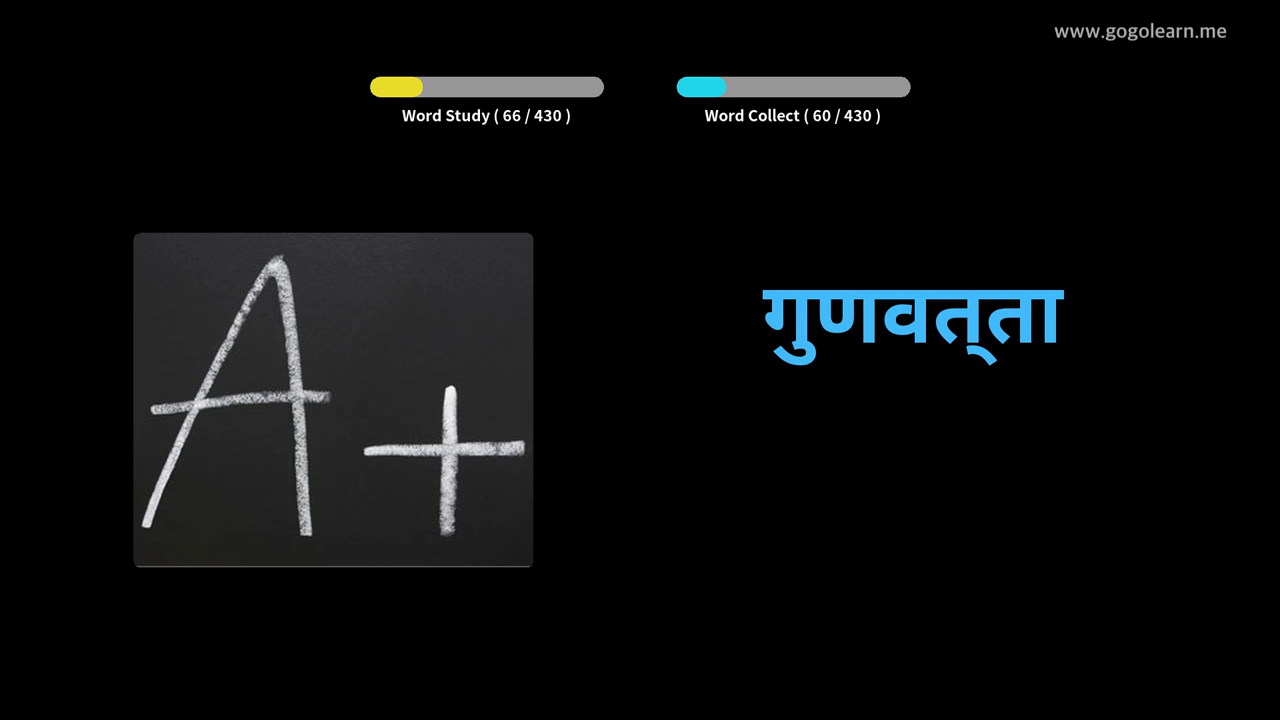 www.gogolearn.me
Word Study ( 66 / 430 )
Word Collect ( 60 / 430 )
A+
गुणवत्‌ता